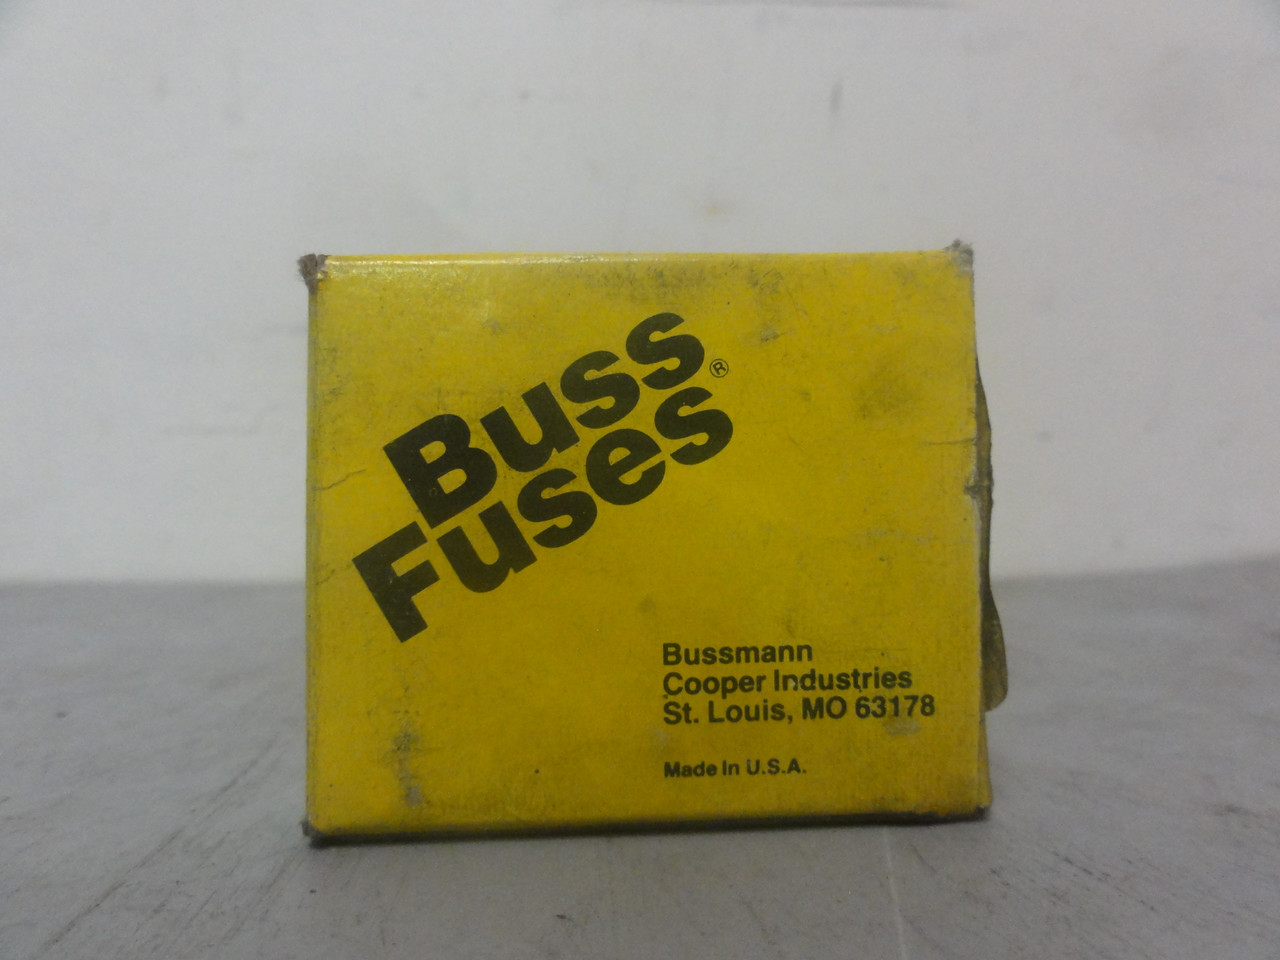 Buss®
Fuses
Bussmann
Cooper Industries
St. Louis, MO 63178
Made In U.S.A.